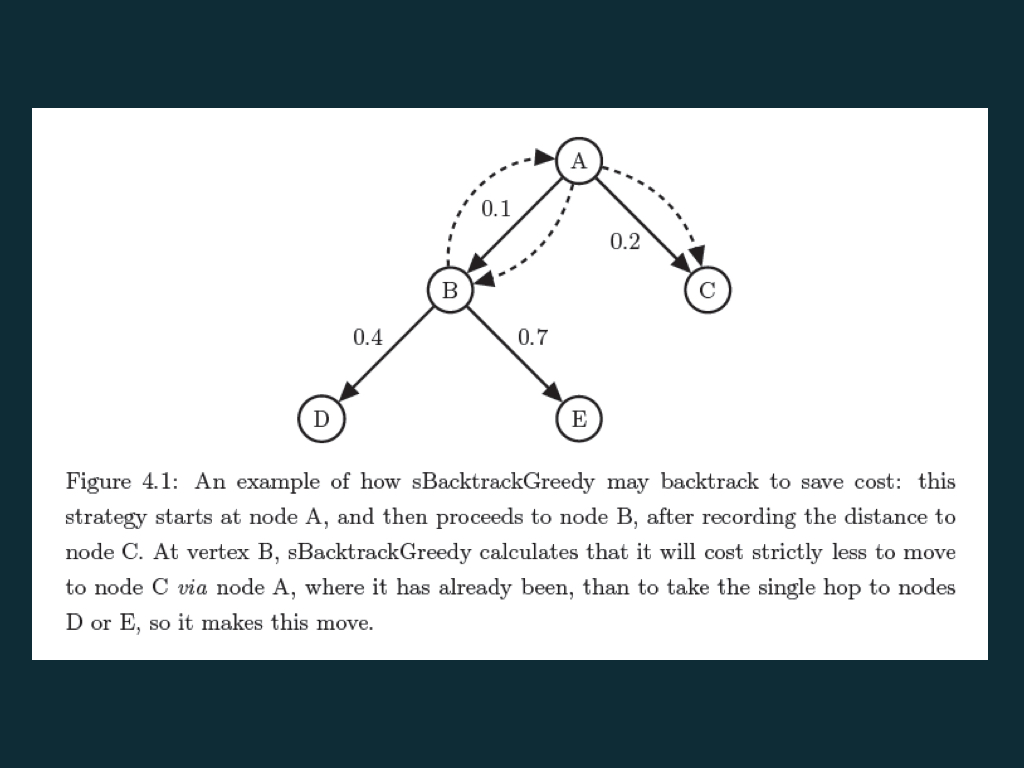 A
0.1
0.2
B
C
0.4
0.7
D
E
Figure 4.1: An example of how sBacktrackGreedy may backtrack to save cost: this
strategy starts at node A, and then proceeds to node B, after recording the distance to
node C. At vertex B, sBacktrackGreedy calculates that it will cost strictly less to move
to node C via node A, where it has already been, than to take the single hop to nodes
D or E, so it makes this move.